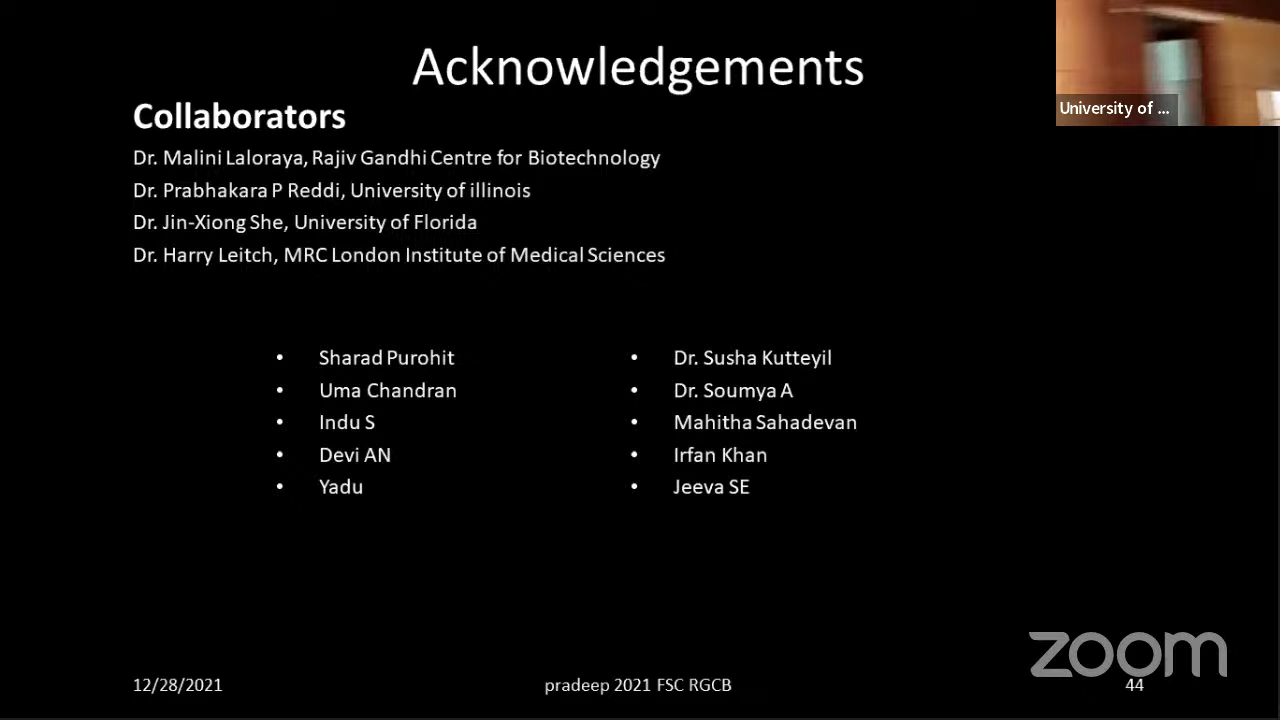 Acknowledgements
University of ...
Collaborators
Dr. Malini Laloraya, Rajiv Gandhi Centre for Biotechnology
Dr. Prabhakara P Reddi, University of illinois
Dr. Jin-Xiong She, University of Florida
Dr. Harry Leitch, MRC London Institute of Medical Sciences
• Sharad Purohit
• Uma Chandran
• Indu S
• Devi AN
• Yadu
• Dr. Susha Kutteyil
• Dr. Soumya A
• Mahitha Sahadevan
• Irfan Khan
• Jeeva SE
zoom
12/28/2021
pradeep 2021 FSC RGCB
44